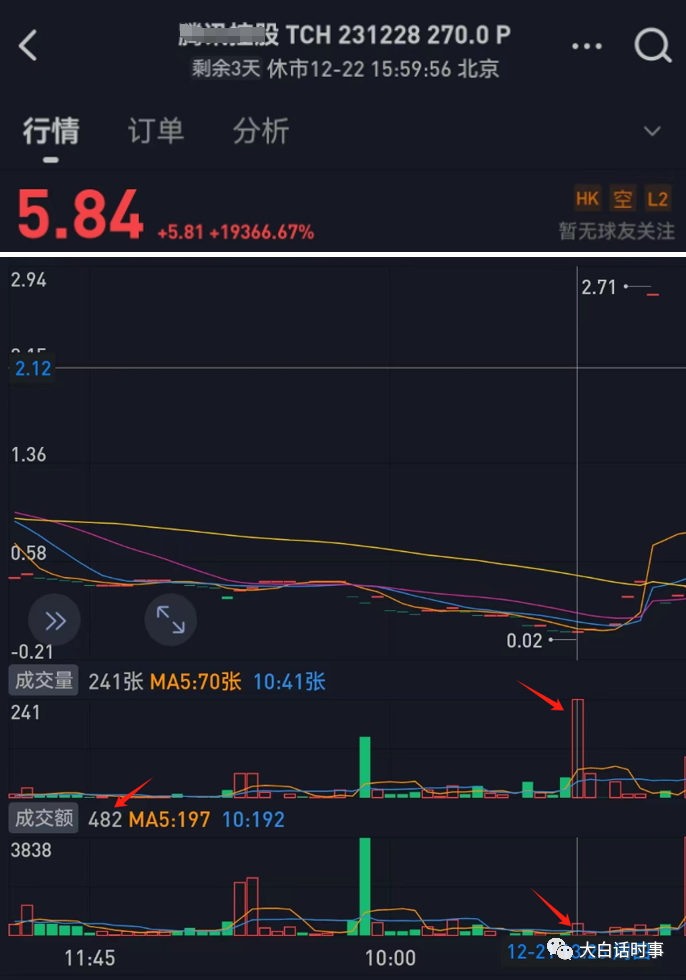 控股 TCH 231228 270.0 P
剩余3天 休市12-22 15:59:56 北京
行情 订单 分析
5.84 +5.81 +19366.67%
HK 空 L2
暂无球友关注
2.94
2.71
2.12
1.36
0.58
0.02
-0.21
成交量 241张 MA5:70张 10:41张
241
成交额 482 MA5:197 10:192
3838
11:45 10:00 12-21
大白话时事